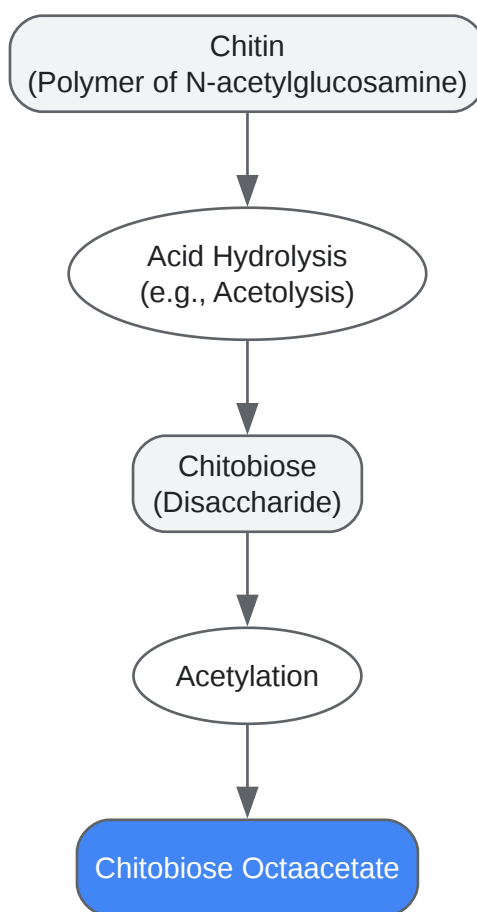 Chitin
(Polymer of N-acetylglucosamine)
Acid Hydrolysis
(e.g., Acetolysis)
Chitobiose
(Disaccharide)
Acetylation
Chitobiose Octaacetate